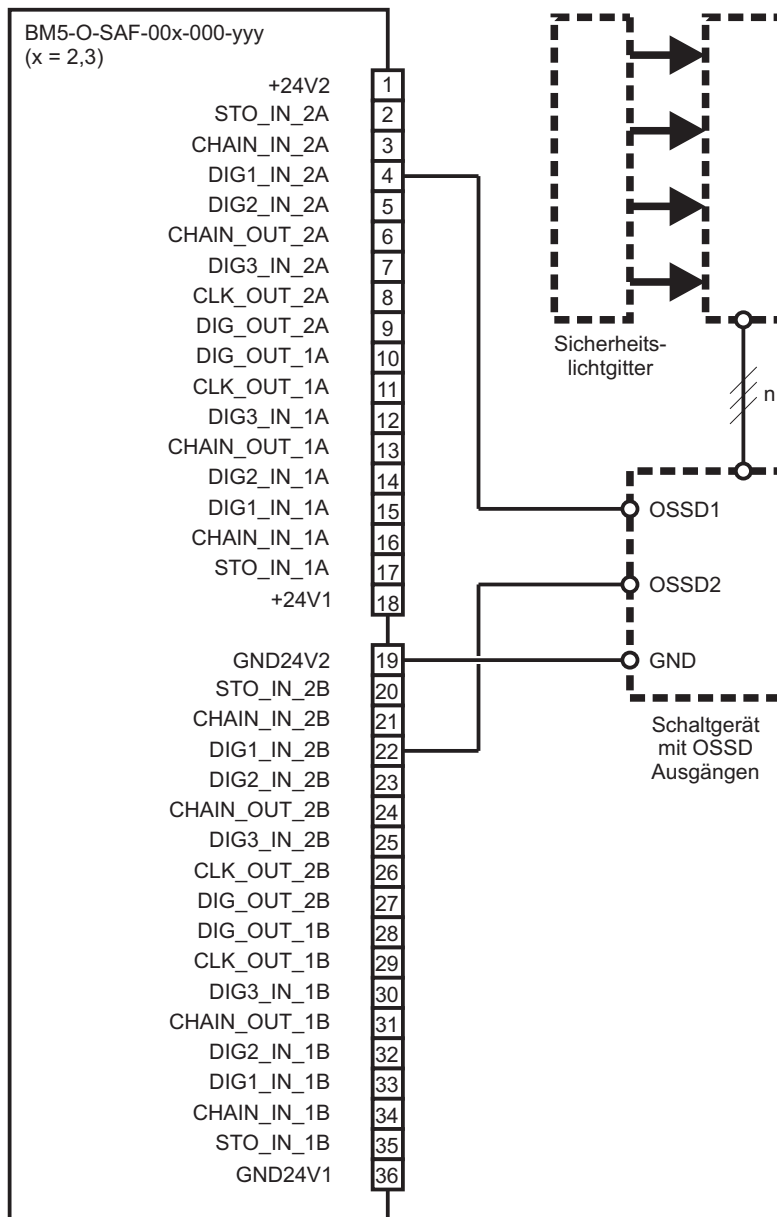 BM5-O-SAF-00x-000-yyy
(x = 2,3)
+24V2 1
STO_IN_2A 2
CHAIN_IN_2A 3
DIG1_IN_2A 4
DIG2_IN_2A 5
CHAIN_OUT_2A 6
DIG3_IN_2A 7
CLK_OUT_2A 8
DIG_OUT_2A 9
DIG_OUT_1A 10
CLK_OUT_1A 11
DIG3_IN_1A 12
CHAIN_OUT_1A 13
DIG2_IN_1A 14
DIG1_IN_1A 15
CHAIN_IN_1A 16
STO_IN_1A 17
+24V1 18
GND24V2 19
STO_IN_2B 20
CHAIN_IN_2B 21
DIG1_IN_2B 22
DIG2_IN_2B 23
CHAIN_OUT_2B 24
DIG3_IN_2B 25
CLK_OUT_2B 26
DIG_OUT_2B 27
DIG_OUT_1B 28
CLK_OUT_1B 29
DIG3_IN_1B 30
CHAIN_OUT_1B 31
DIG2_IN_1B 32
DIG1_IN_1B 33
CHAIN_IN_1B 34
STO_IN_1B 35
GND24V1 36
Sicherheits-
lichtgitter
n
OSSD1
OSSD2
GND
Schaltgerät
mit OSSD
Ausgängen